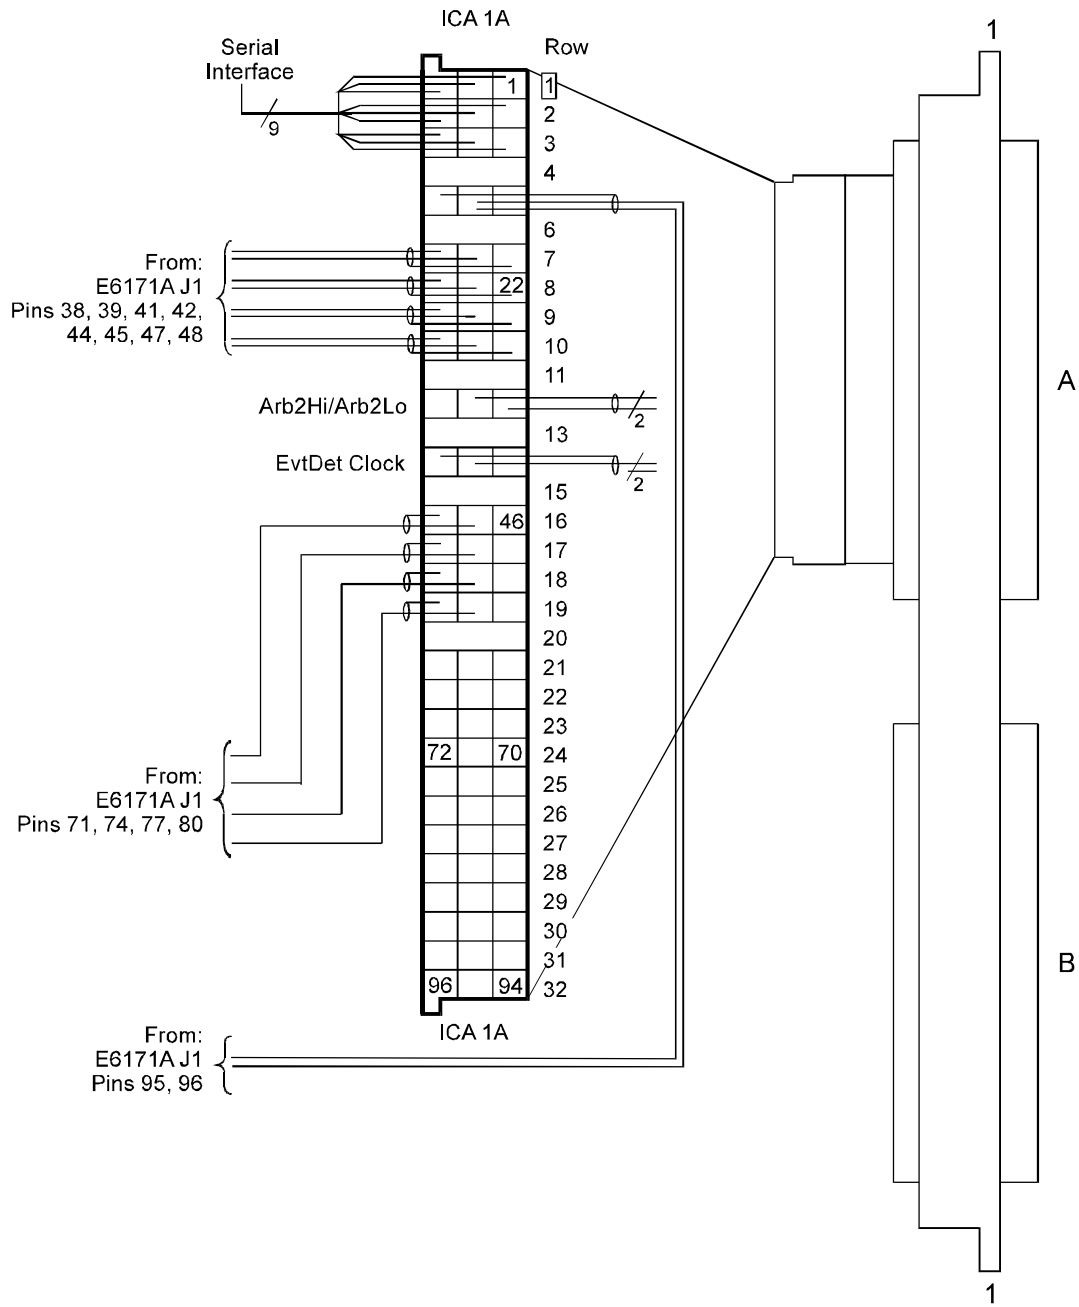 ICA 1A
1
Serial
Interface
9
Row
1
1
2
3
4
6
7
22
8
9
10
11
From:
E6171A J1
Pins 38, 39, 41, 42,
44, 45, 47, 48
A
Arb2Hi/Arb2Lo
2
13
EvtDet Clock
2
15
46
16
17
18
19
20
21
22
23
72
70
24
25
26
27
28
29
30
31
96
94
32
From:
E6171A J1
Pins 71, 74, 77, 80
B
ICA 1A
From:
E6171A J1
Pins 95, 96
1